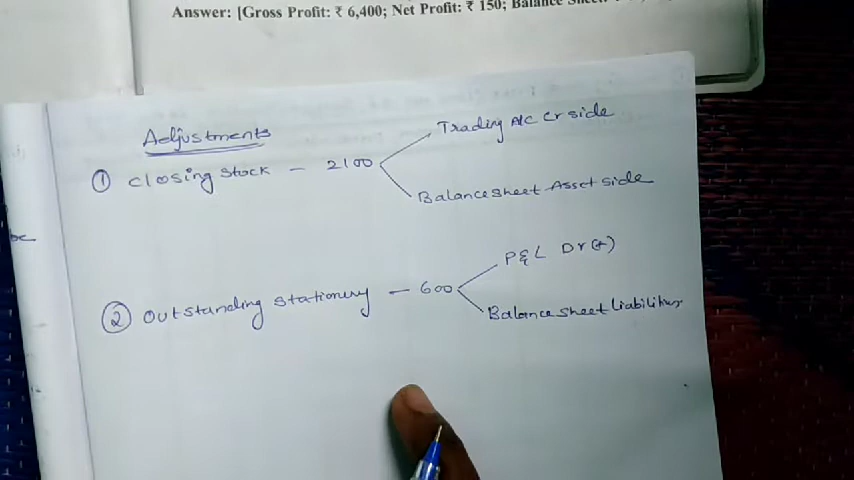 Answer: [Gross Profit: ₹ 6,400; Net Profit: ₹ 150; Balance
Adjustments
① closing stock – 2100
Trading A/c Cr side
Balance sheet Asset side
② Outstanding stationery – 600
P&L Dr (+)
Balance sheet Liabilities